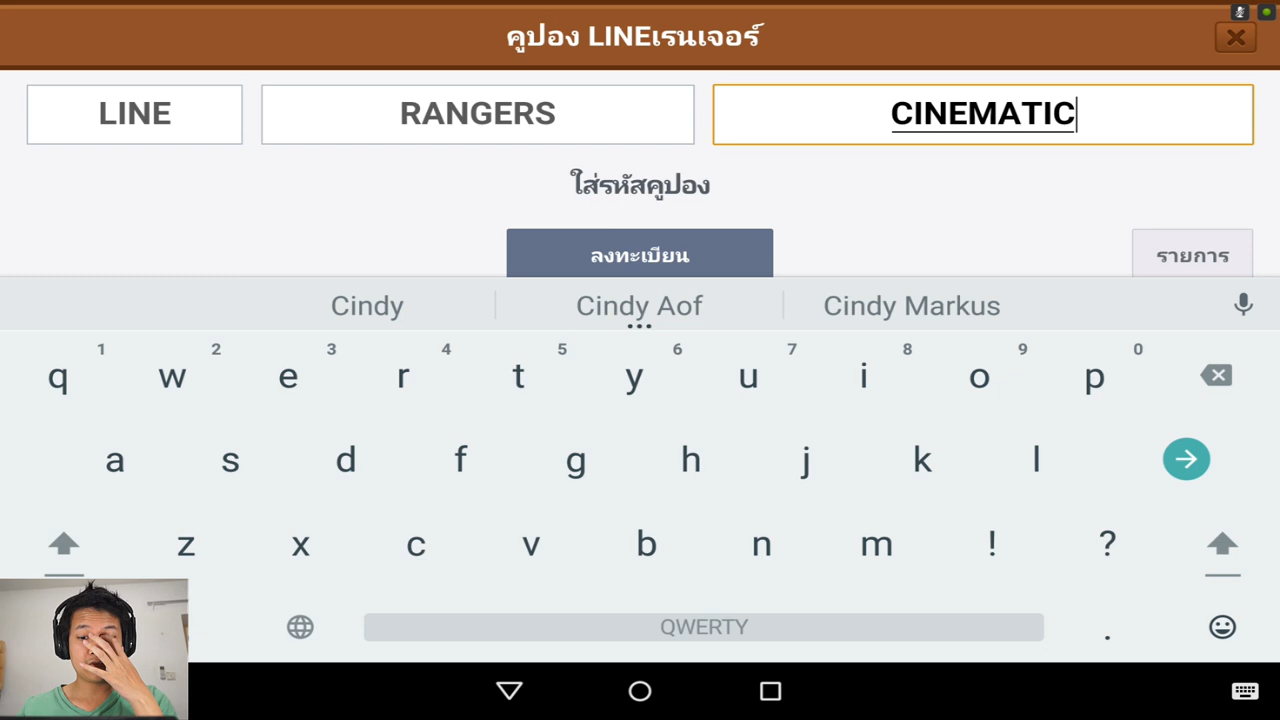 คูปอง LINEเรนเจอร์
LINE RANGERS CINEMATIC
ใส่รหัสคูปอง
ลงทะเบียน รายการ
Cindy Cindy Aof Cindy Markus
1 2 3 4 5 6 7 8 9 0
q w e r t y u i o p
a s d f g h j k l
z x c v b n m ! ?
QWERTY .